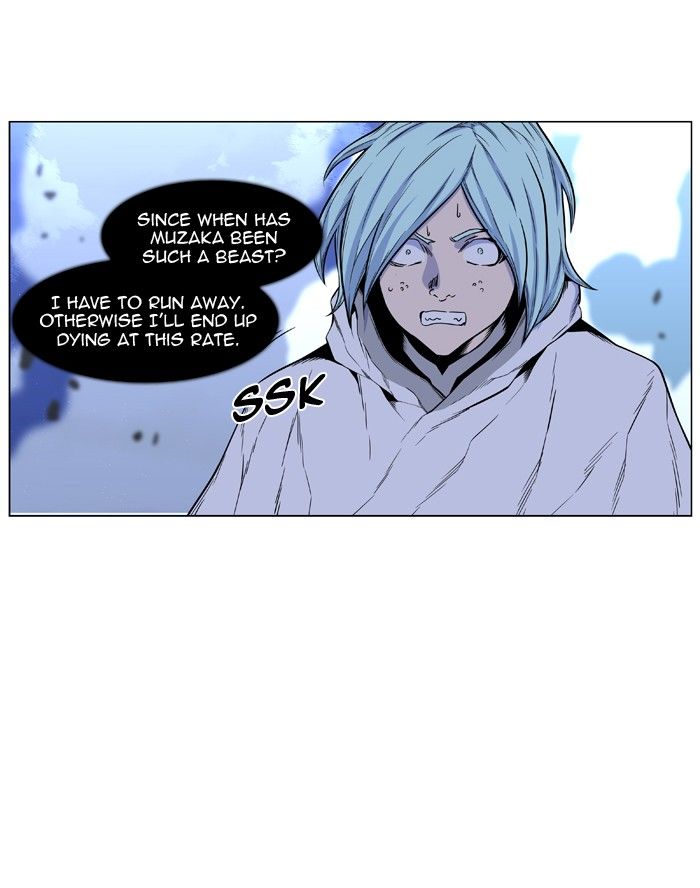 SINCE WHEN HAS
MUZAKA BEEN
SUCH A BEAST?
I HAVE TO RUN AWAY.
OTHERWISE I'LL END UP
DYING AT THIS RATE.
SSK